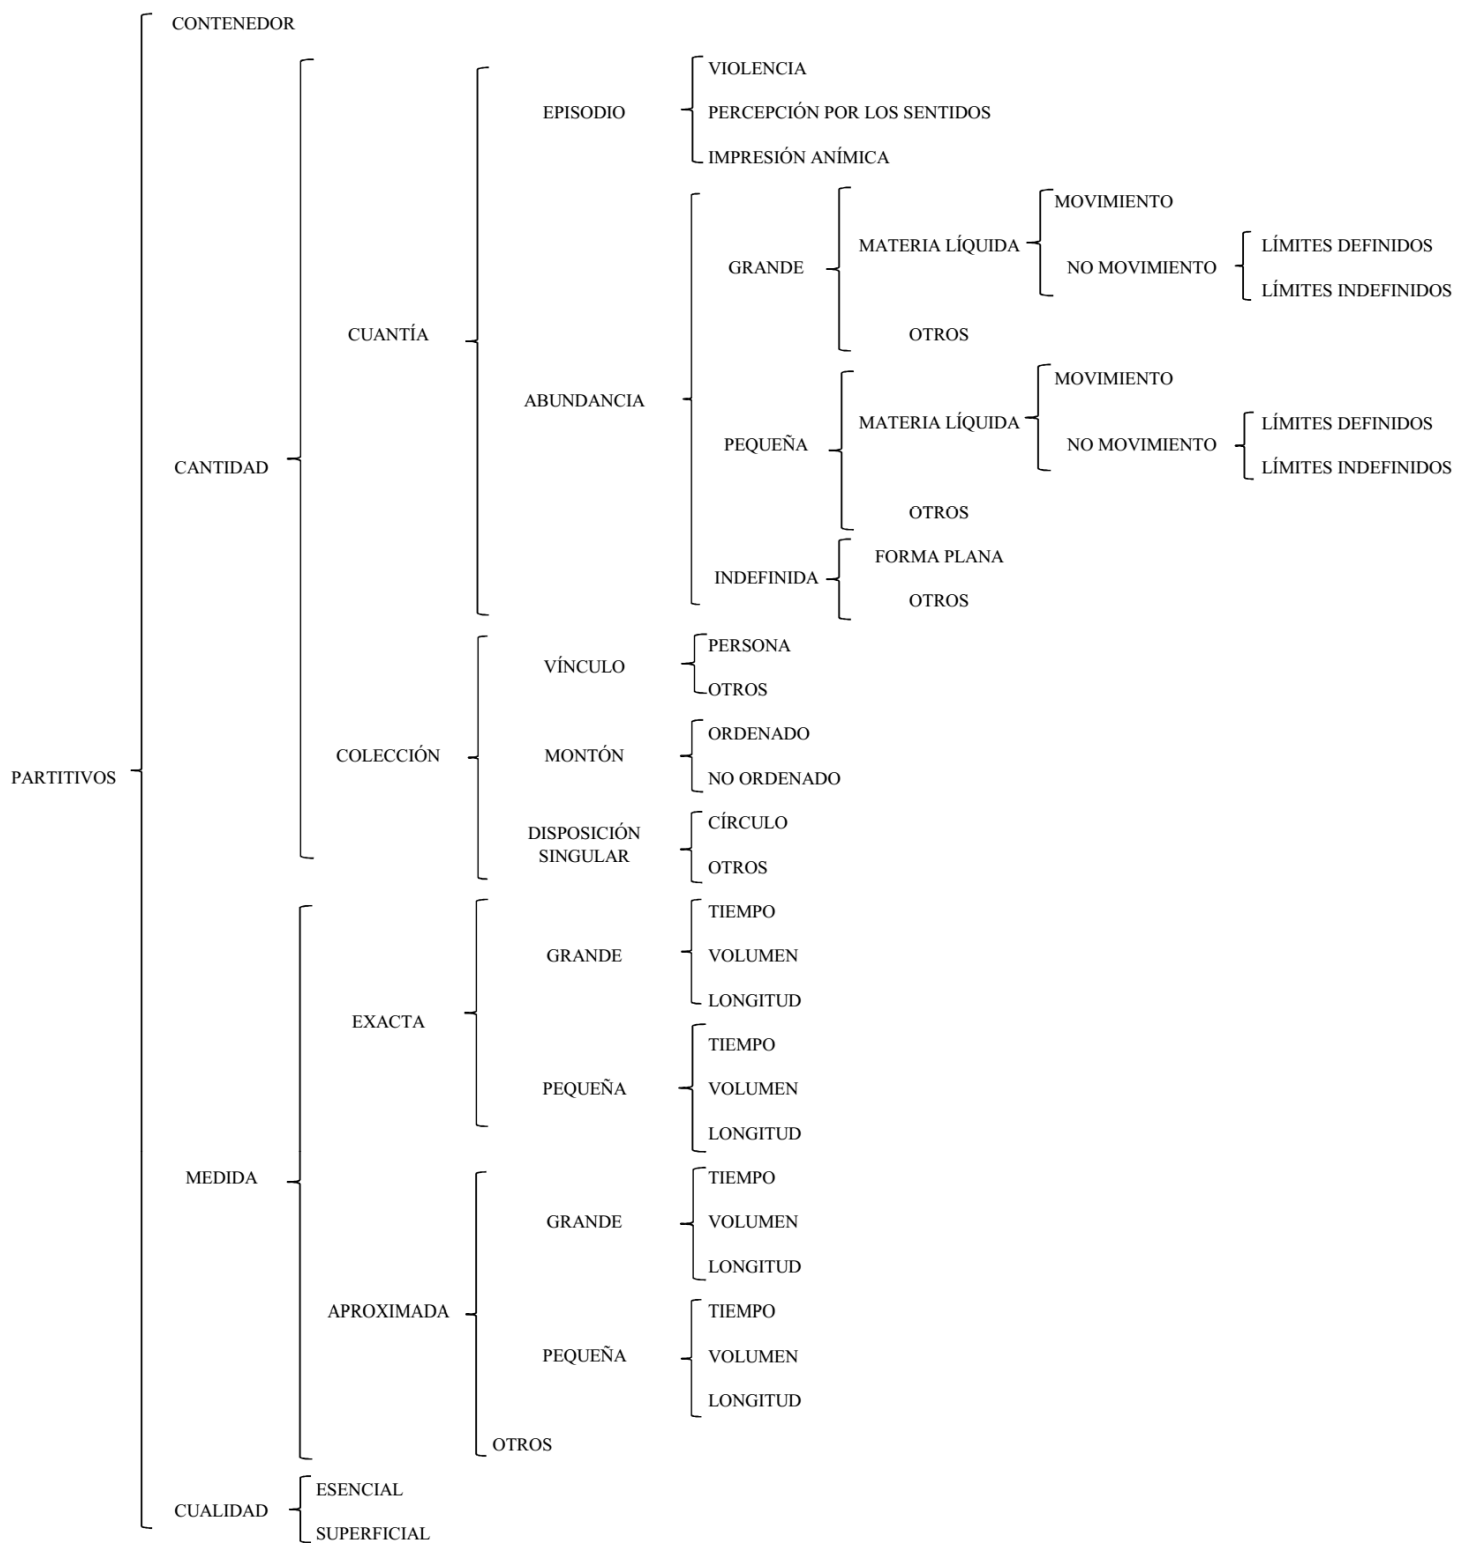 CONTENEDOR
VIOLENCIA
EPISODIO
PERCEPCIÓN POR LOS SENTIDOS
IMPRESIÓN ANÍMICA
MOVIMIENTO
MATERIA LÍQUIDA
LÍMITES DEFINIDOS
GRANDE
NO MOVIMIENTO
LÍMITES INDEFINIDOS
CUANTÍA
OTROS
MOVIMIENTO
ABUNDANCIA
MATERIA LÍQUIDA
LÍMITES DEFINIDOS
PEQUEÑA
NO MOVIMIENTO
CANTIDAD
LÍMITES INDEFINIDOS
OTROS
FORMA PLANA
INDEFINIDA
OTROS
PERSONA
VÍNCULO
OTROS
ORDENADO
COLECCIÓN
MONTÓN
PARTITIVOS
NO ORDENADO
CÍRCULO
DISPOSICIÓN
SINGULAR
OTROS
TIEMPO
GRANDE
VOLUMEN
LONGITUD
EXACTA
TIEMPO
PEQUEÑA
VOLUMEN
LONGITUD
MEDIDA
TIEMPO
GRANDE
VOLUMEN
LONGITUD
APROXIMADA
TIEMPO
PEQUEÑA
VOLUMEN
LONGITUD
OTROS
ESENCIAL
CUALIDAD
SUPERFICIAL